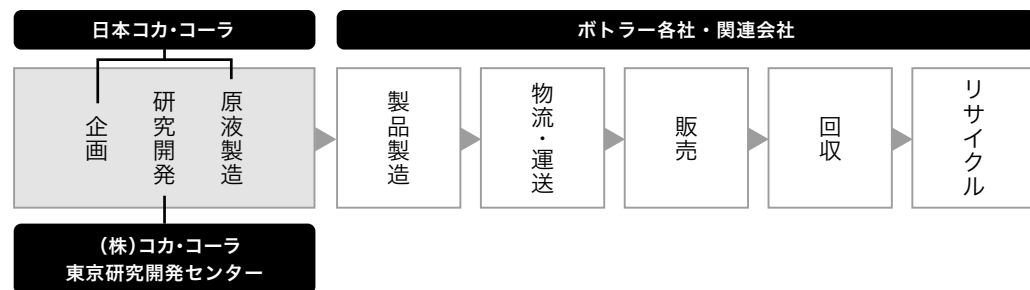 日本コカ・コーラ
ボトラー各社・関連会社
企画
研究開発
原液製造
製品製造
物流・運送
販売
回収
リサイクル
(株)コカ・コーラ
東京研究開発センター